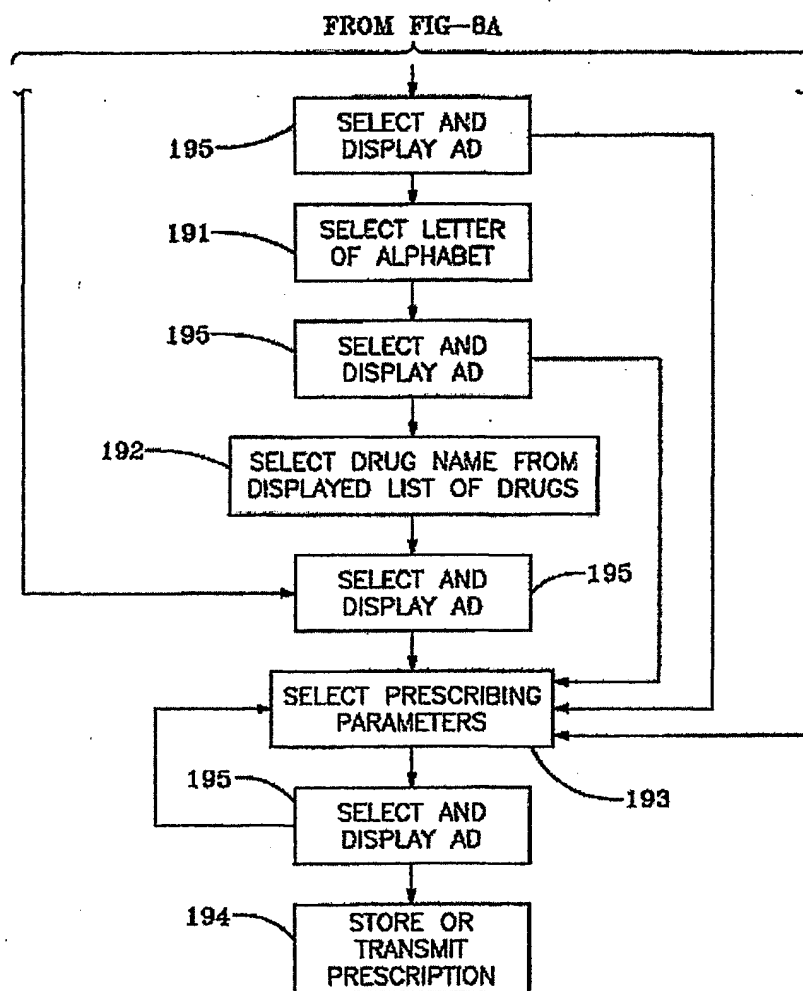 FROM FIG-8A
195
SELECT AND
DISPLAY AD
191
SELECT LETTER
OF ALPHABET
195
SELECT AND
DISPLAY AD
192
SELECT DRUG NAME FROM
DISPLAYED LIST OF DRUGS
SELECT AND
DISPLAY AD
195
SELECT PRESCRIBING
PARAMETERS
193
195
SELECT AND
DISPLAY AD
194
STORE OR
TRANSMIT
PRESCRIPTION